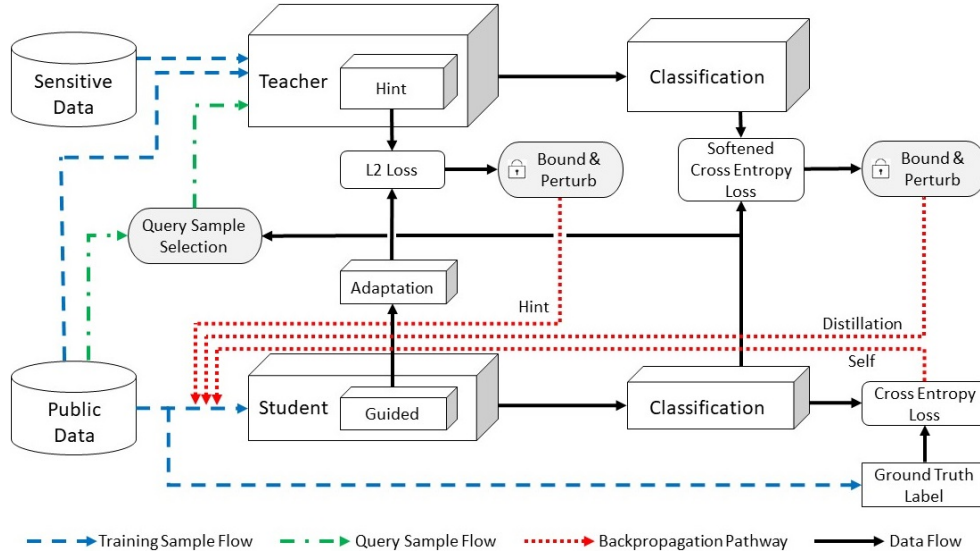 Sensitive
Data
Teacher
Hint
Classification
L2 Loss
Bound &
Perturb
Softened
Cross Entropy
Loss
Bound &
Perturb
Query Sample
Selection
Adaptation
Hint
Distillation
Self
Public
Data
Student
Guided
Classification
Cross Entropy
Loss
Ground Truth
Label
Training Sample Flow
Query Sample Flow
Backpropagation Pathway
Data Flow